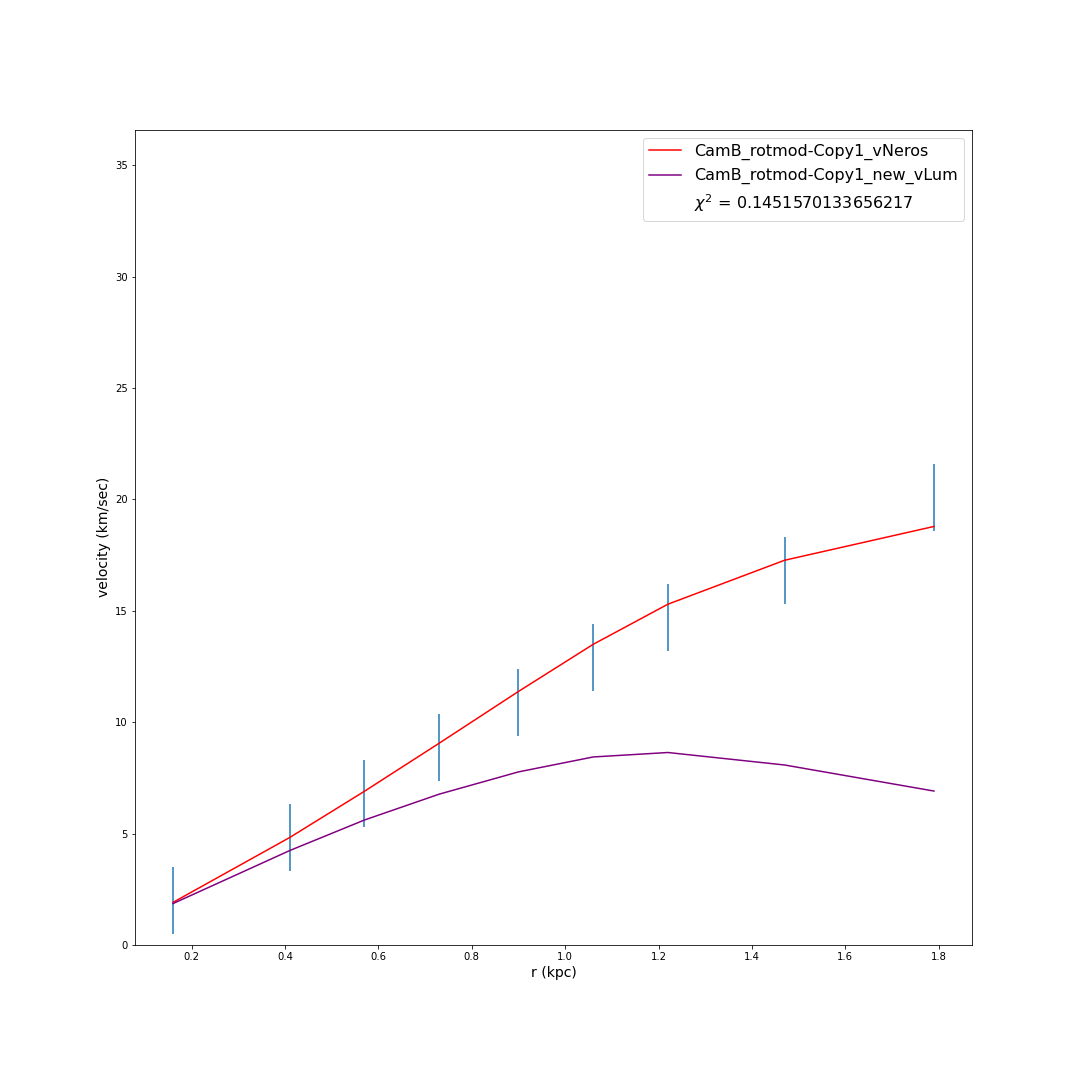 CamB_rotmod-Copy1_vNeros
CamB_rotmod-Copy1_new_vLum
χ² = 0.1451570133656217
35
30
25
20
15
10
5
0
velocity (km/sec)
0.2 0.4 0.6 0.8 1.0 1.2 1.4 1.6 1.8
r (kpc)